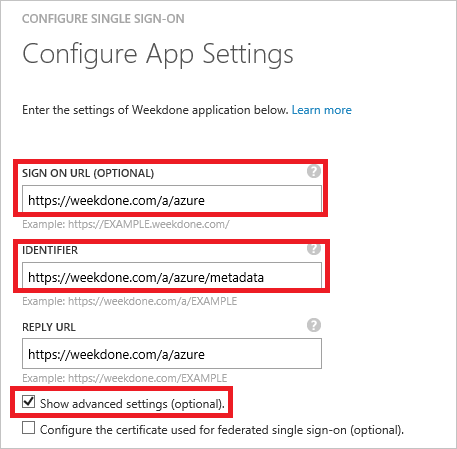 CONFIGURE SINGLE SIGN-ON
Configure App Settings
Enter the settings of Weekdone application below. Learn more
SIGN ON URL (OPTIONAL) ?
https://weekdone.com/a/azure
Example: https://EXAMPLE.weekdone.com/
IDENTIFIER ?
https://weekdone.com/a/azure/metadata
Example: https://weekdone.com/a/EXAMPLE
REPLY URL ?
https://weekdone.com/a/azure
Example: https://weekdone.com/EXAMPLE
Show advanced settings (optional).
Configure the certificate used for federated single sign-on (optional).